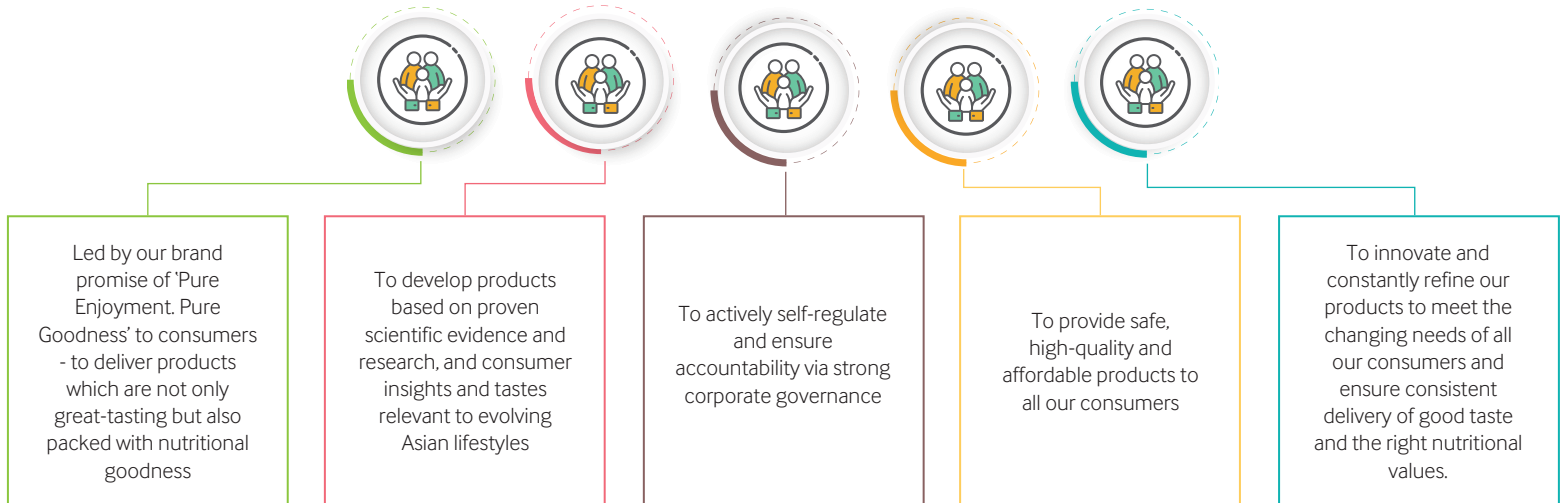 Led by our brand
promise of ‘Pure
Enjoyment. Pure
Goodness’ to consumers
- to deliver products
which are not only
great-tasting but also
packed with nutritional
goodness
To develop products
based on proven
scientific evidence and
research, and consumer
insights and tastes
relevant to evolving
Asian lifestyles
To actively self-regulate
and ensure
accountability via strong
corporate governance
To provide safe,
high-quality and
affordable products to
all our consumers
To innovate and
constantly refine our
products to meet the
changing needs of all
our consumers and
ensure consistent
delivery of good taste
and the right nutritional
values.